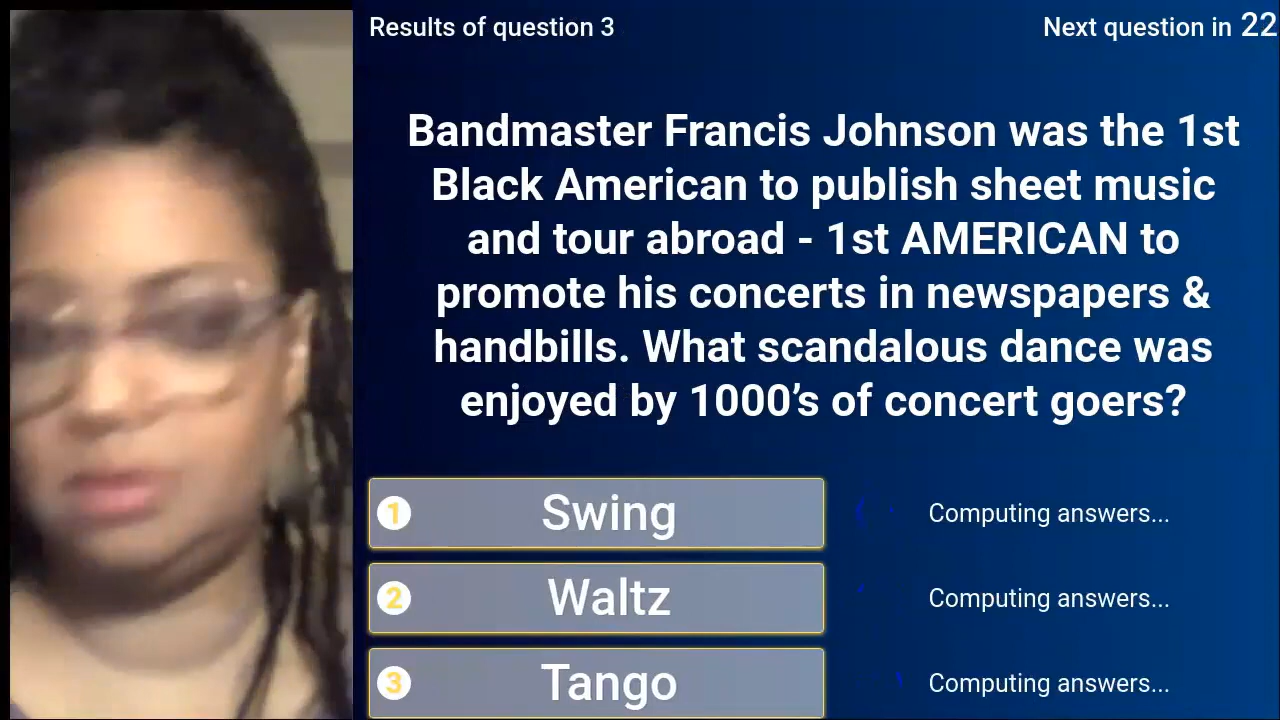 Results of question 3
Next question in 22
Bandmaster Francis Johnson was the 1st
Black American to publish sheet music
and tour abroad - 1st AMERICAN to
promote his concerts in newspapers &
handbills. What scandalous dance was
enjoyed by 1000’s of concert goers?
1 Swing
Computing answers...
2 Waltz
Computing answers...
3 Tango
Computing answers...